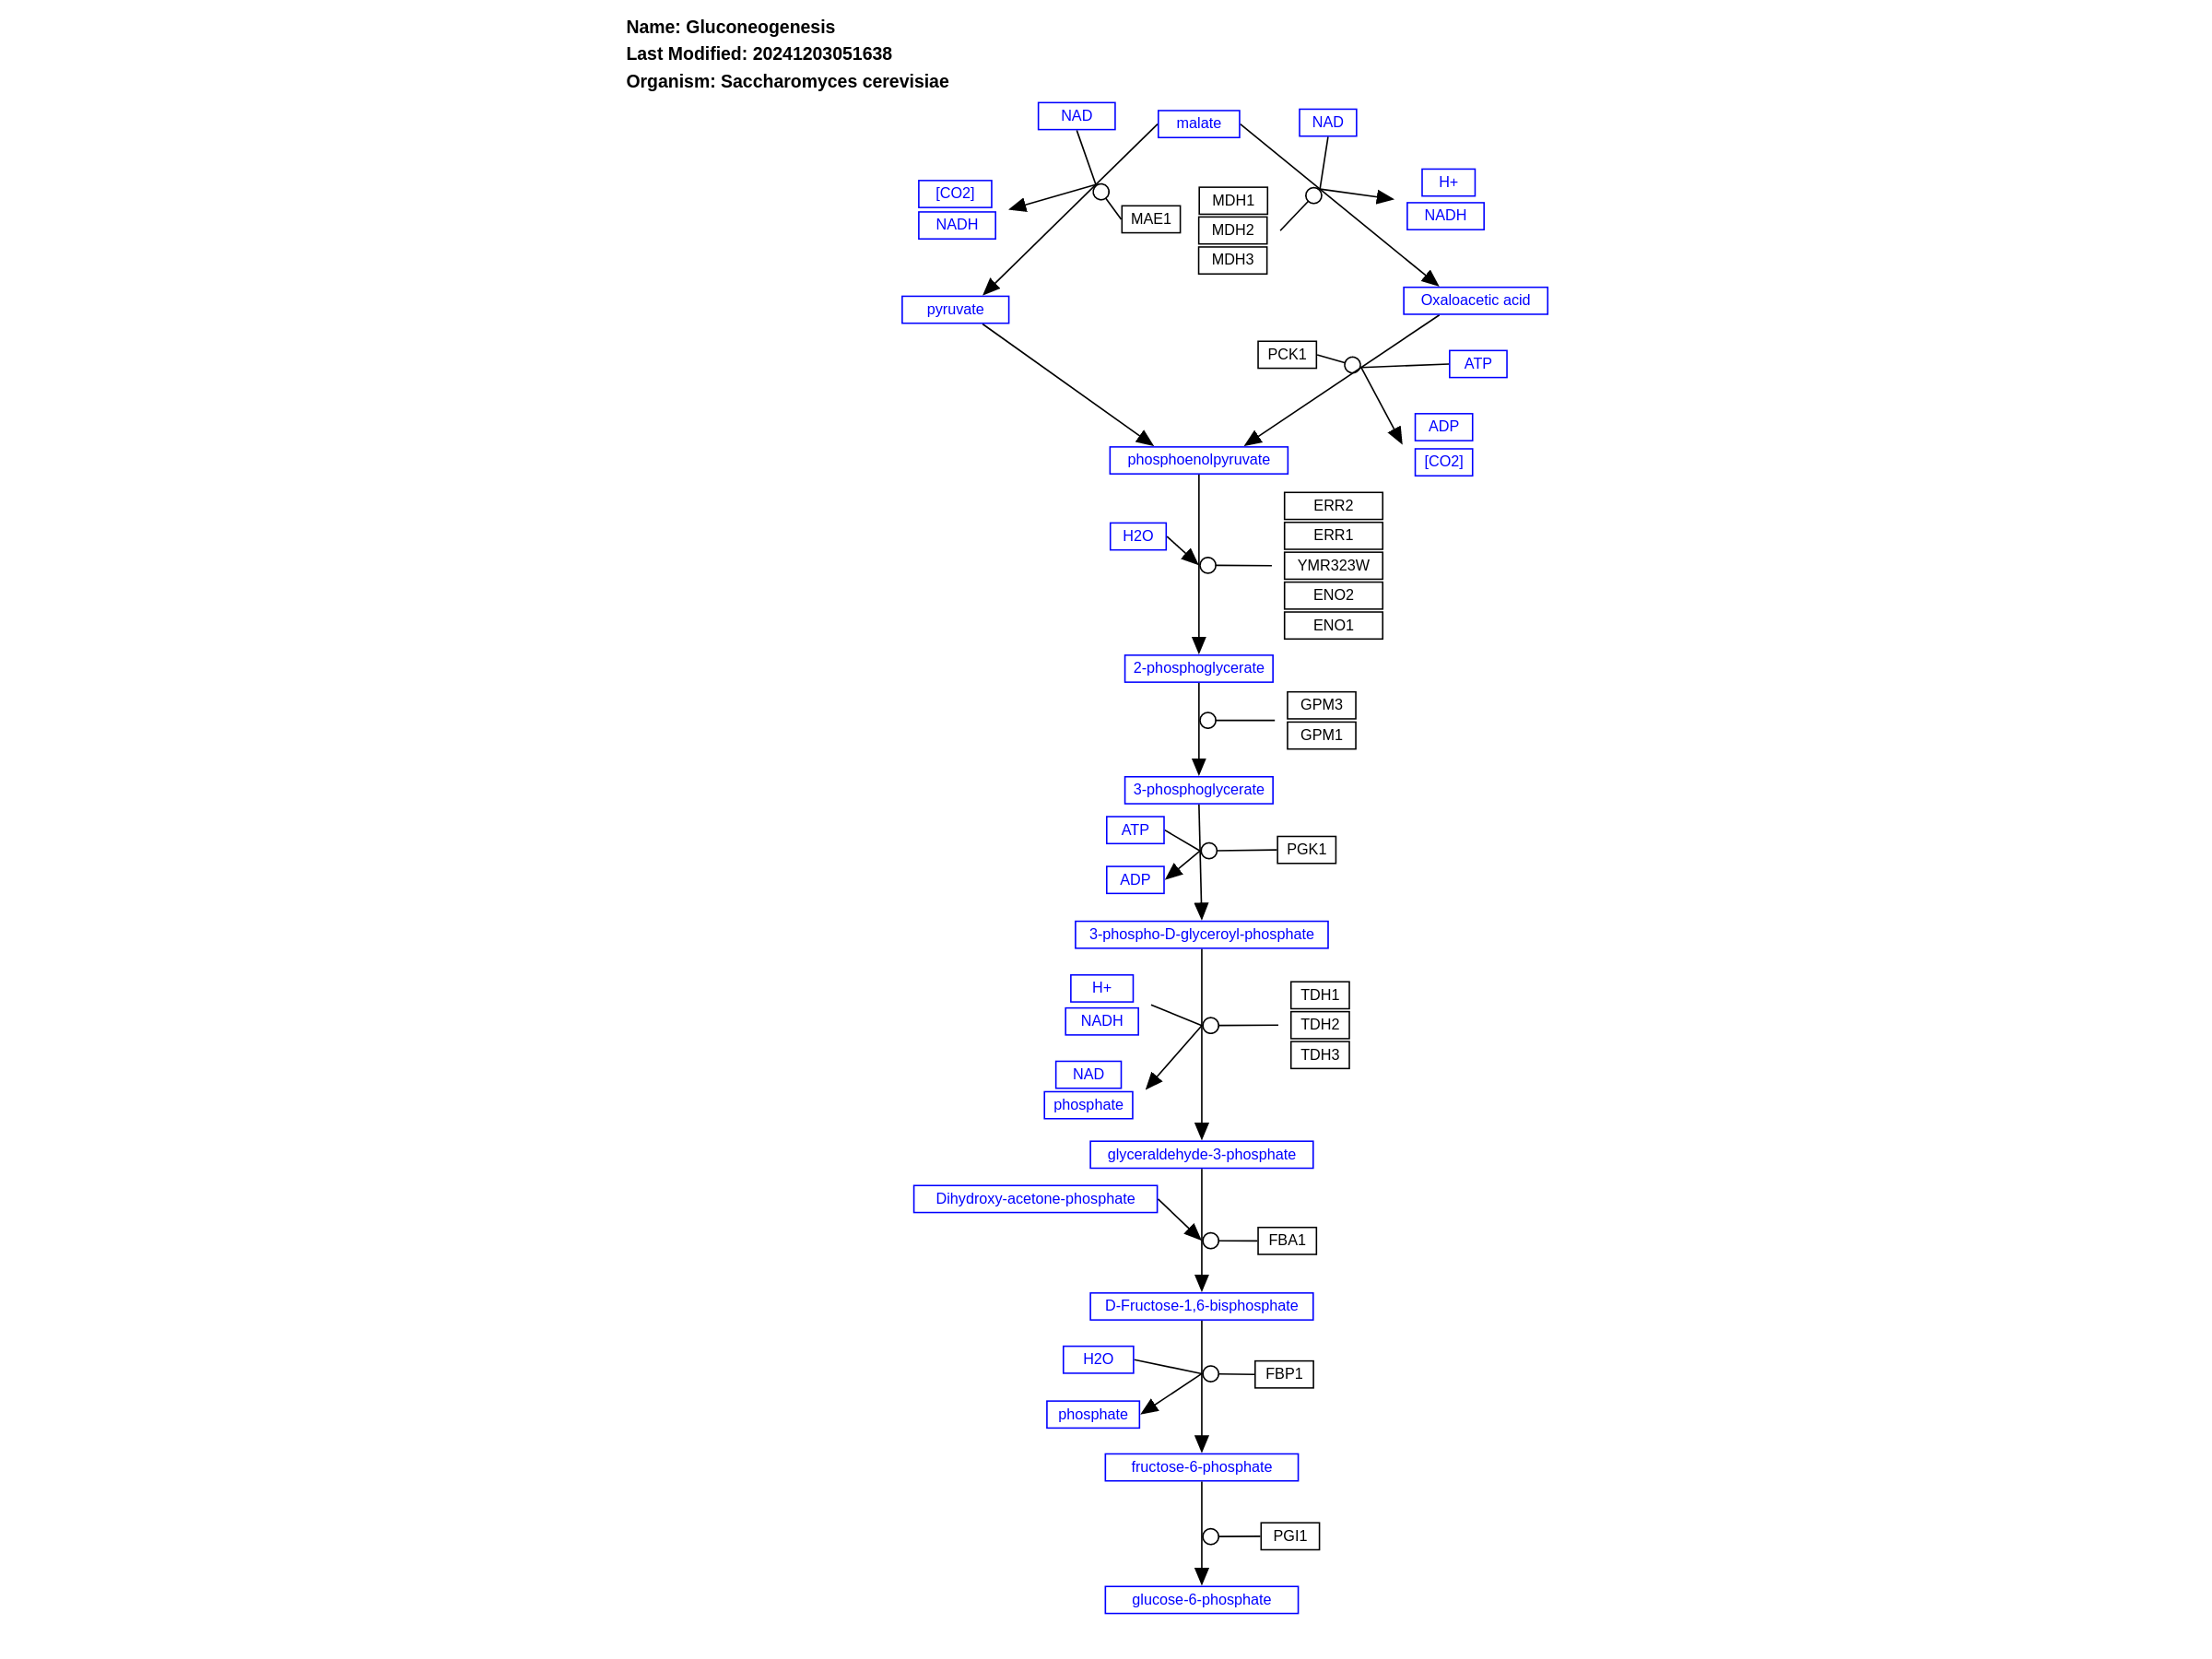 Name: Gluconeogenesis
Last Modified: 20241203051638
Organism: Saccharomyces cerevisiae
NAD
malate
NAD
[CO2]
NADH
MAE1
MDH1
MDH2
MDH3
H+
NADH
pyruvate
Oxaloacetic acid
PCK1
ATP
ADP
[CO2]
phosphoenolpyruvate
H2O
ERR2
ERR1
YMR323W
ENO2
ENO1
2-phosphoglycerate
GPM3
GPM1
3-phosphoglycerate
ATP
ADP
PGK1
3-phospho-D-glyceroyl-phosphate
H+
NADH
NAD
phosphate
TDH1
TDH2
TDH3
glyceraldehyde-3-phosphate
Dihydroxy-acetone-phosphate
FBA1
D-Fructose-1,6-bisphosphate
H2O
phosphate
FBP1
fructose-6-phosphate
PGI1
glucose-6-phosphate